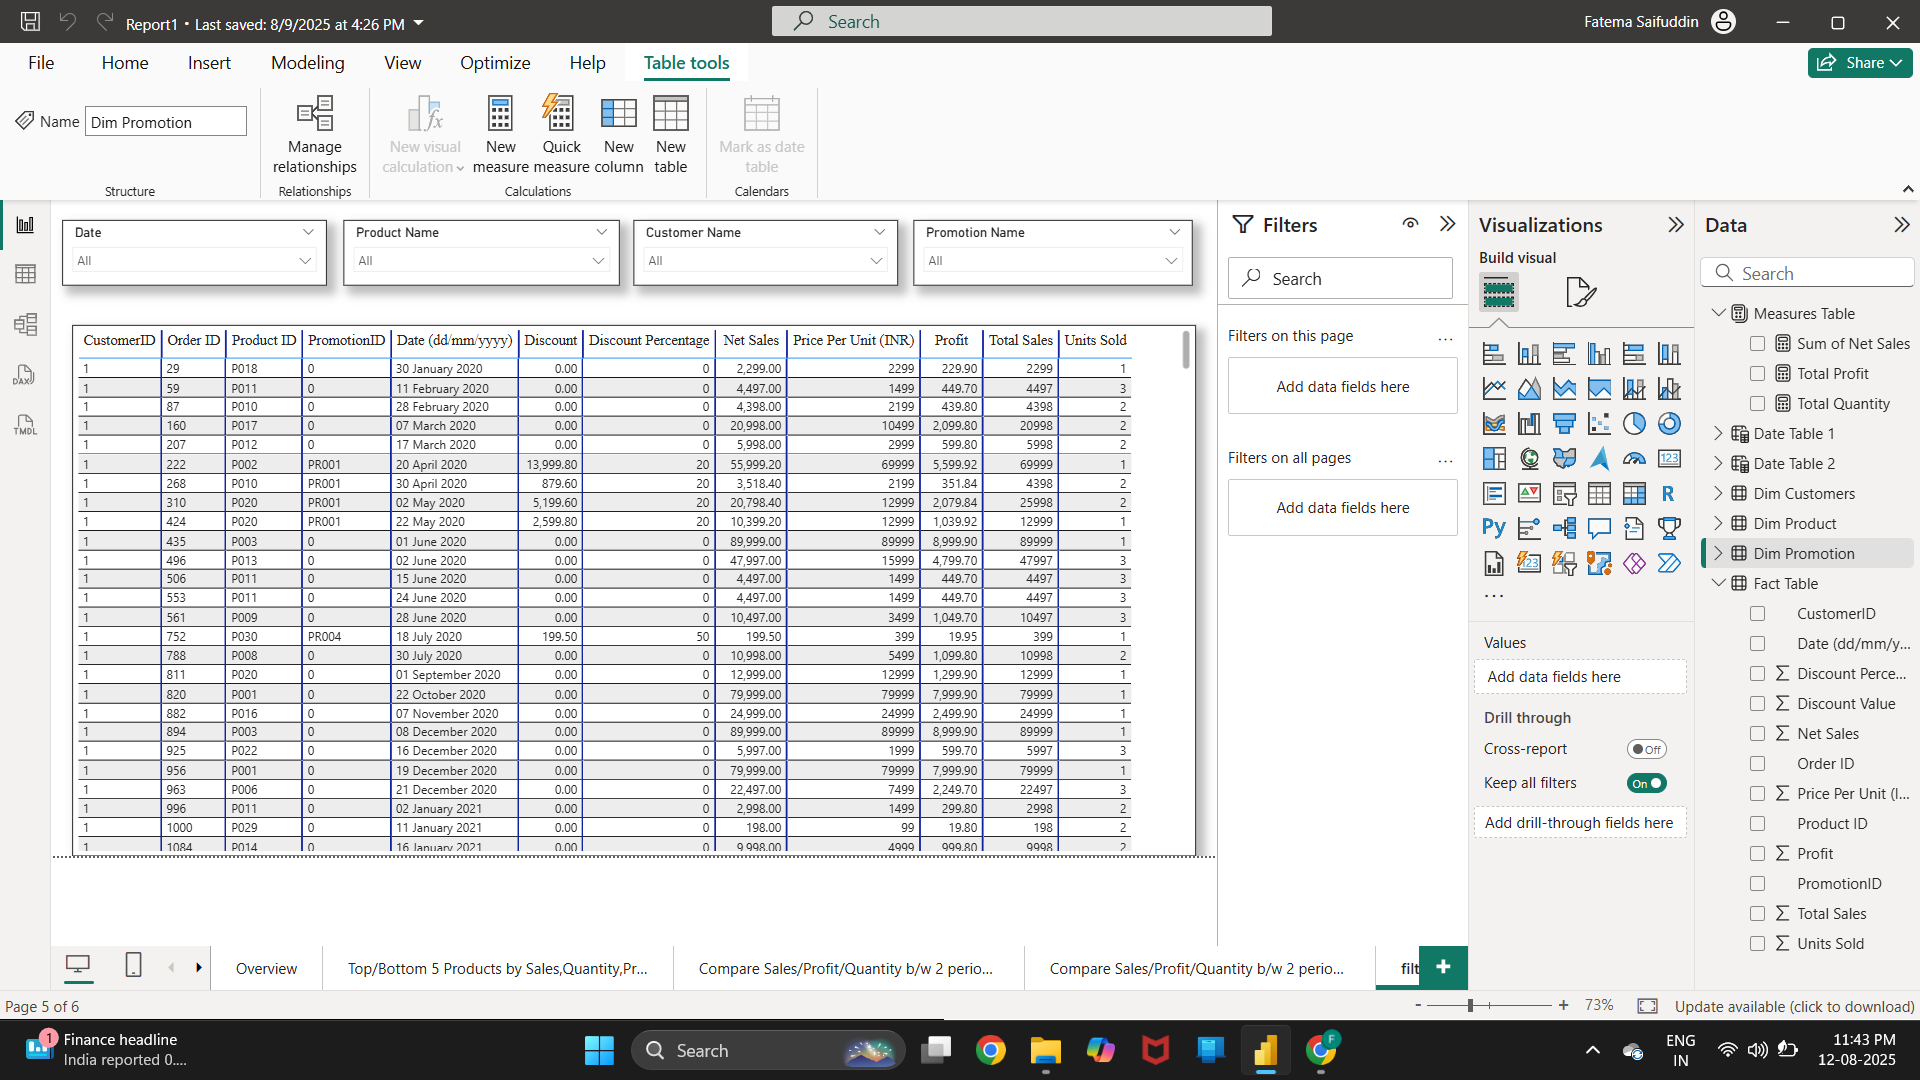 Report1 • Last saved: 8/9/2025 at 4:26 PM
Search
Fatema Saifuddin
File Home Insert Modeling View Optimize Help Table tools
Share
Name Dim Promotion
Manage relationships
New visual calculation
New measure
Quick measure
New column
New table
Mark as date table
Structure Relationships Calculations Calendars
Date Product Name Customer Name Promotion Name
All All All All
CustomerID Order ID Product ID PromotionID Date (dd/mm/yyyy) Discount Discount Percentage Net Sales Price Per Unit (INR) Profit Total Sales Units Sold
1 29 P018 0 30 January 2020 0.00 0 2,299.00 2299 229.90 2299 1
1 59 P011 0 11 February 2020 0.00 0 4,497.00 1499 449.70 4497 3
1 87 P010 0 28 February 2020 0.00 0 4,398.00 2199 439.80 4398 2
1 160 P017 0 07 March 2020 0.00 0 20,998.00 10499 2,099.80 20998 2
1 207 P012 0 17 March 2020 0.00 0 5,998.00 2999 599.80 5998 2
1 222 P002 PR001 20 April 2020 13,999.80 20 55,999.20 69999 5,599.92 69999 1
1 268 P010 PR001 30 April 2020 879.60 20 3,518.40 2199 351.84 4398 2
1 310 P020 PR001 02 May 2020 5,199.60 20 20,798.40 12999 2,079.84 25998 2
1 424 P020 PR001 22 May 2020 2,599.80 20 10,399.20 12999 1,039.92 12999 1
1 435 P003 0 01 June 2020 0.00 0 89,999.00 89999 8,999.90 89999 1
1 496 P013 0 02 June 2020 0.00 0 47,997.00 15999 4,799.70 47997 3
1 506 P011 0 15 June 2020 0.00 0 4,497.00 1499 449.70 4497 3
1 553 P011 0 24 June 2020 0.00 0 4,497.00 1499 449.70 4497 3
1 561 P009 0 28 June 2020 0.00 0 10,497.00 3499 1,049.70 10497 3
1 752 P030 PR004 18 July 2020 199.50 50 199.50 399 19.95 399 1
1 788 P008 0 30 July 2020 0.00 0 10,998.00 5499 1,099.80 10998 2
1 811 P020 0 01 September 2020 0.00 0 12,999.00 12999 1,299.90 12999 1
1 820 P001 0 22 October 2020 0.00 0 79,999.00 79999 7,999.90 79999 1
1 882 P016 0 07 November 2020 0.00 0 24,999.00 24999 2,499.90 24999 1
1 894 P003 0 08 December 2020 0.00 0 89,999.00 89999 8,999.90 89999 1
1 925 P022 0 16 December 2020 0.00 0 5,997.00 1999 599.70 5997 3
1 956 P001 0 19 December 2020 0.00 0 79,999.00 79999 7,999.90 79999 1
1 963 P006 0 21 December 2020 0.00 0 22,497.00 7499 2,249.70 22497 3
1 996 P011 0 02 January 2021 0.00 0 2,998.00 1499 299.80 2998 2
1 1000 P029 0 11 January 2021 0.00 0 198.00 99 19.80 198 2
1 1084 P014 0 16 January 2021 0.00 0 9,998.00 4999 999.80 9998 2
Filters
Search
Filters on this page ...
Add data fields here
Filters on all pages ...
Add data fields here
Visualizations
Build visual
123
R
Py
123
...
Values
Add data fields here
Drill through
Cross-report Off
Keep all filters On
Add drill-through fields here
Data
Search
Measures Table
Sum of Net Sales
Total Profit
Total Quantity
Date Table 1
Date Table 2
Dim Customers
Dim Product
Dim Promotion
Fact Table
CustomerID
Date (dd/mm/y...
Discount Perce...
Discount Value
Net Sales
Order ID
Price Per Unit (I...
Product ID
Profit
PromotionID
Total Sales
Units Sold
DAX
TMDL
Overview Top/Bottom 5 Products by Sales,Quantity,Pr... Compare Sales/Profit/Quantity b/w 2 perio... Compare Sales/Profit/Quantity b/w 2 perio... filt +
Page 5 of 6
- + 73% Update available (click to download)
1 Finance headline
India reported 0....
Search
F
ENG
IN
11:43 PM
12-08-2025